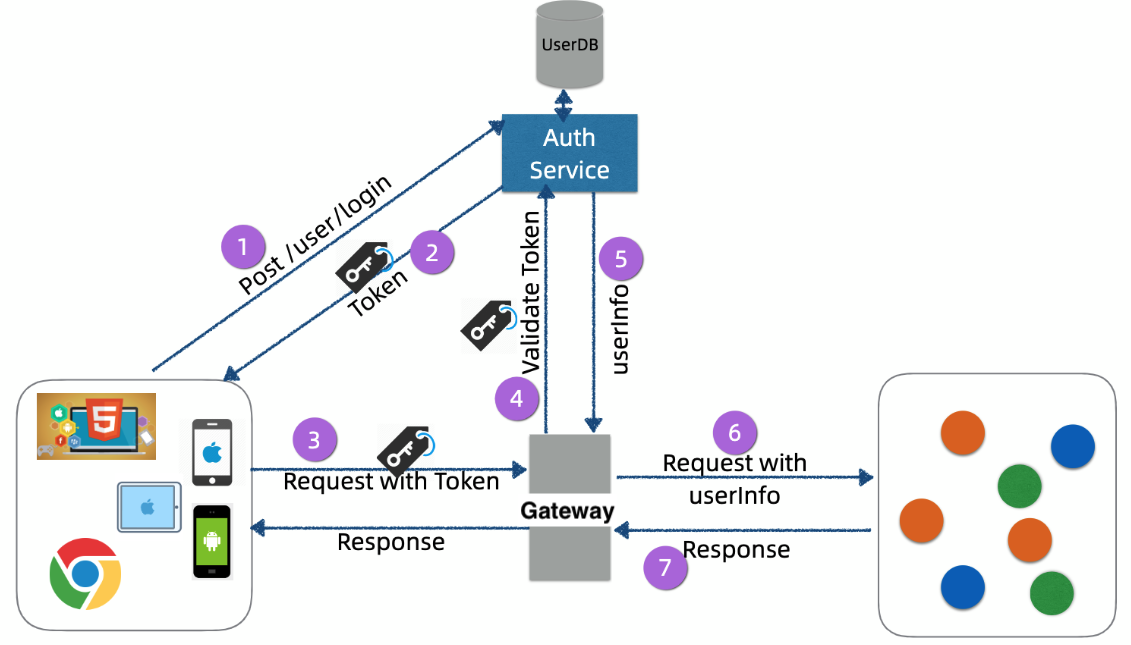 UserDB
Auth
Service
1
Post /user/login
2
Token
Validate Token
4
5
userInfo
5
3
Request with Token
6
Request with
userInfo
Gateway
Response
7
Response